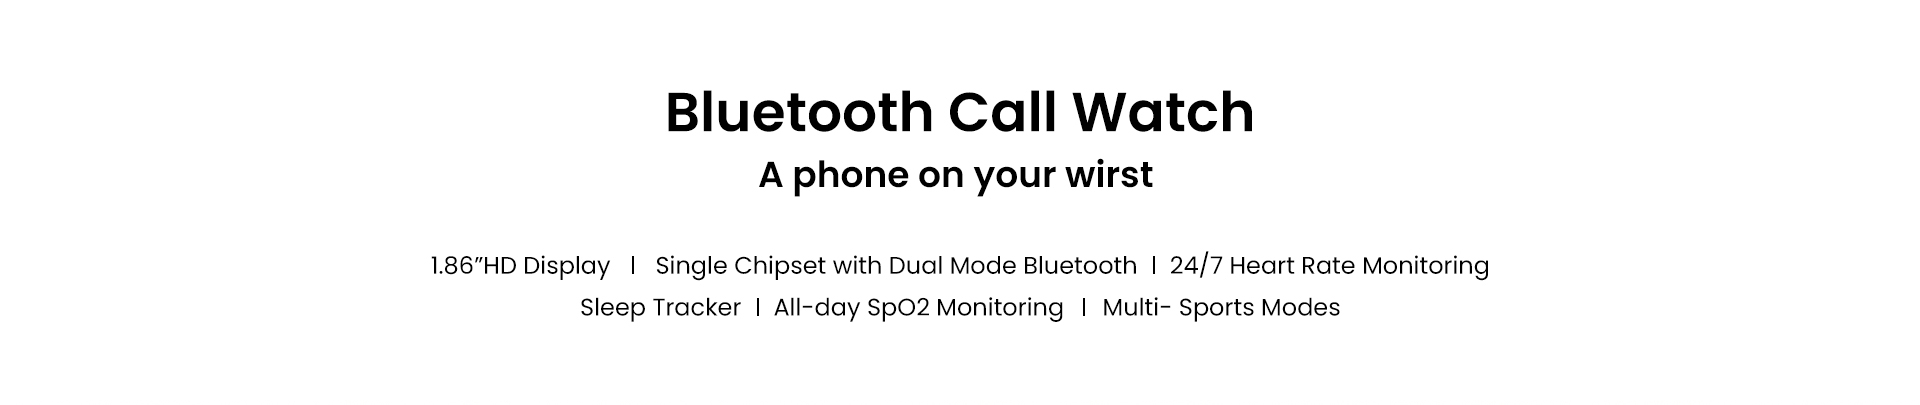 Bluetooth Call Watch
A phone on your wirst
1.86”HD Display | Single Chipset with Dual Mode Bluetooth | 24/7 Heart Rate Monitoring
Sleep Tracker | All-day SpO2 Monitoring | Multi- Sports Modes